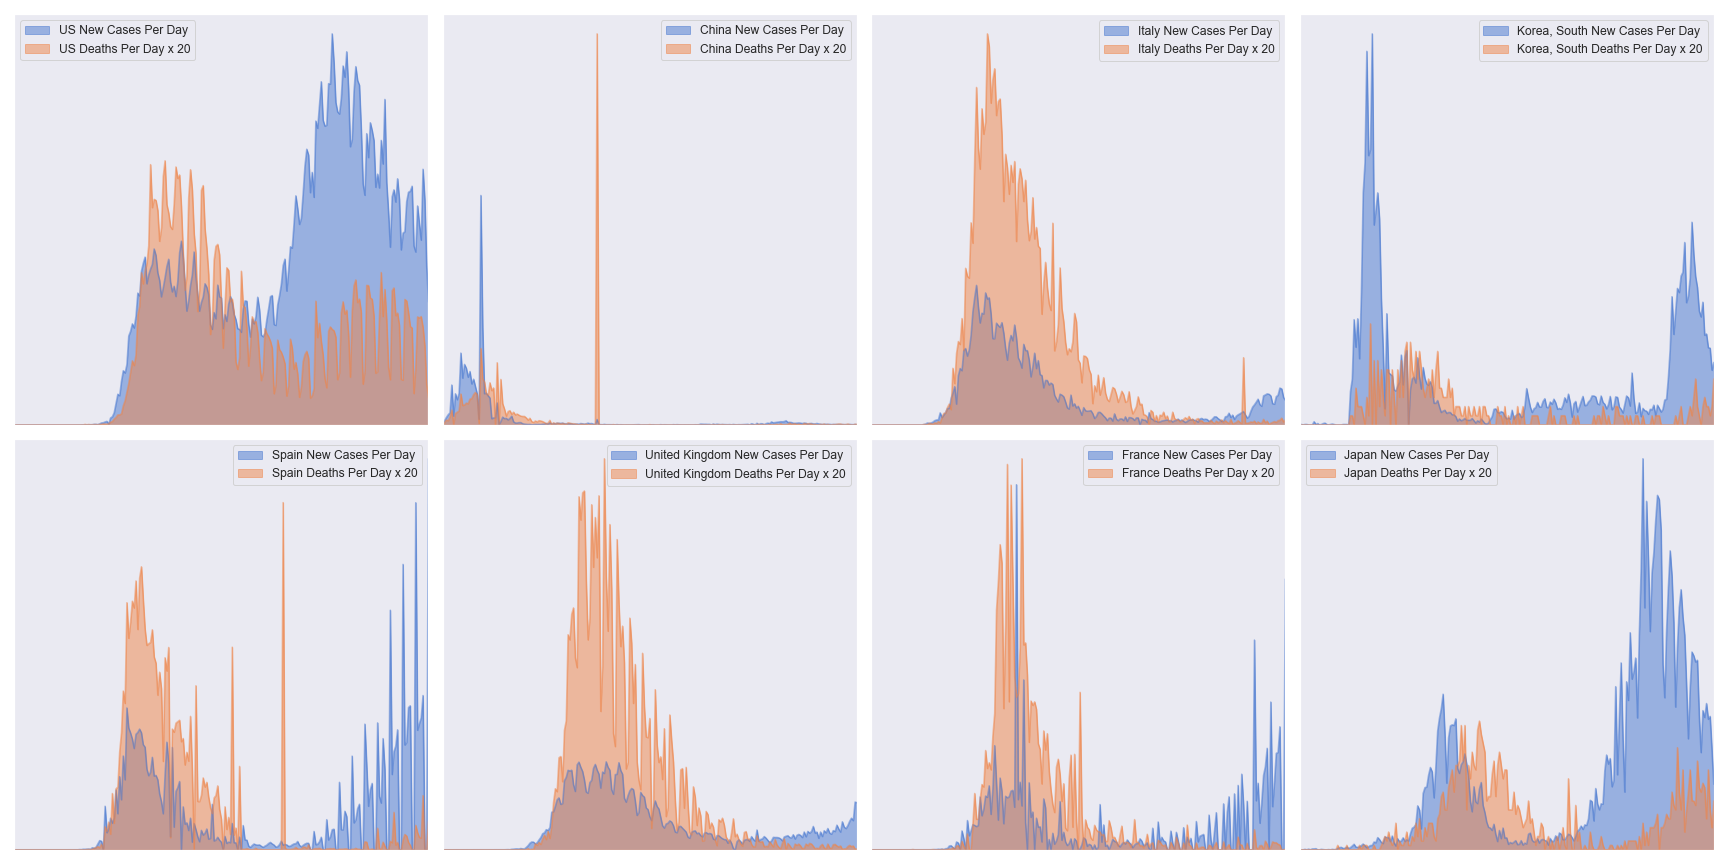 US New Cases Per Day
US Deaths Per Day x 20
China New Cases Per Day
China Deaths Per Day x 20
Italy New Cases Per Day
Italy Deaths Per Day x 20
Korea, South New Cases Per Day
Korea, South Deaths Per Day x 20
Spain New Cases Per Day
Spain Deaths Per Day x 20
United Kingdom New Cases Per Day
United Kingdom Deaths Per Day x 20
France New Cases Per Day
France Deaths Per Day x 20
Japan New Cases Per Day
Japan Deaths Per Day x 20